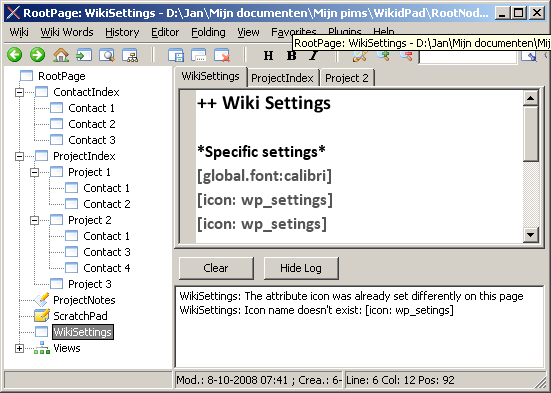 RootPage: WikiSettings - D:\Jan\Mijn documenten\Mijn pims\WikidPad\RootNod...
Wiki Wiki Words History Editor Folding View Favorites Plugins Help
RootPage: WikiSettings - D:\Jan\Mijn documenten\Mij
H B
RootPage
ContactIndex
Contact 1
Contact 2
Contact 3
ProjectIndex
Project 1
Contact 1
Contact 2
Project 2
Contact 1
Contact 3
Contact 4
Project 3
ProjectNotes
ScratchPad
WikiSettings
Views
WikiSettings ProjectIndex Project 2
++ Wiki Settings
*Specific settings*
[global.font:calibri]
[icon: wp_settings]
[icon: wp_setings]
Clear Hide Log
WikiSettings: The attribute icon was already set differently on this page
WikiSettings: Icon name doesn't exist: [icon: wp_setings]
Mod.: 8-10-2008 07:41 ; Crea.: 6- Line: 6 Col: 12 Pos: 92